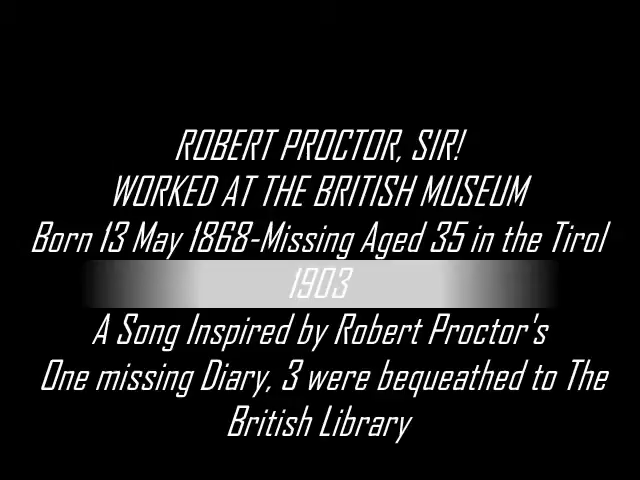 ROBERT PROCTOR, SIR!
WORKED AT THE BRITISH MUSEUM
Born 13 May 1868-Missing Aged 35 in the Tirol
1903
A Song Inspired by Robert Proctor's
One missing Diary, 3 were bequeathed to The
British Library